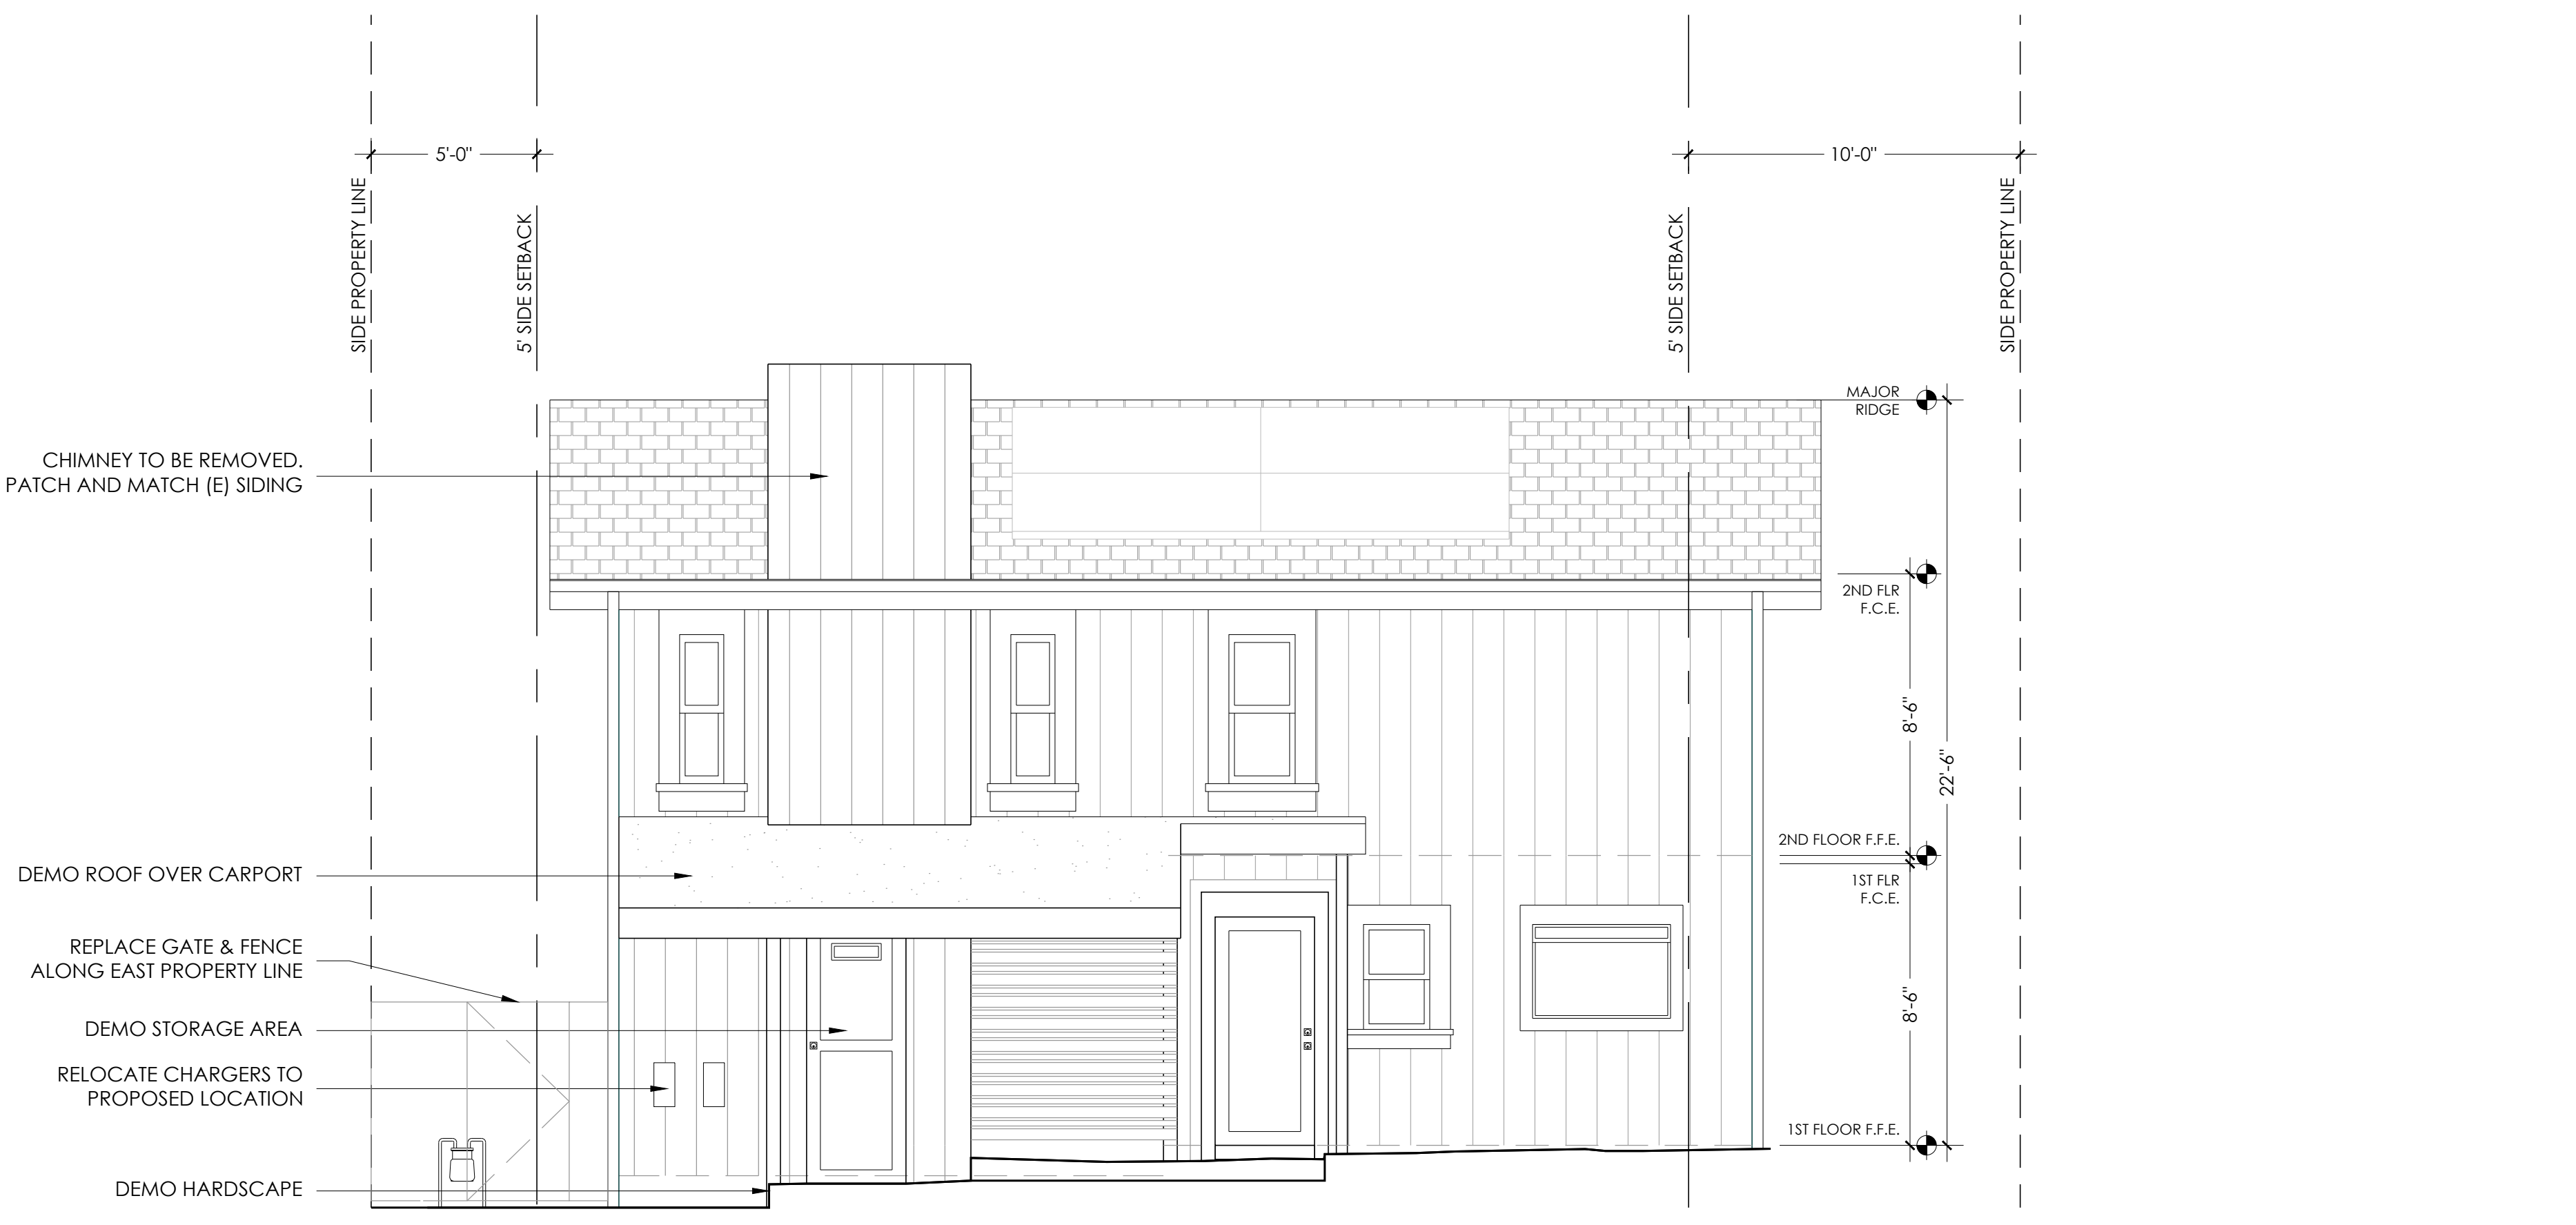 5'-0"
10'-0"
SIDE PROPERTY LINE
5' SIDE SETBACK
5' SIDE SETBACK
SIDE PROPERTY LINE
MAJOR
RIDGE
CHIMNEY TO BE REMOVED.
PATCH AND MATCH (E) SIDING
2ND FLR
F.C.E.
8'-6"
22'-6"
2ND FLOOR F.F.E.
DEMO ROOF OVER CARPORT
1ST FLR
F.C.E.
REPLACE GATE & FENCE
ALONG EAST PROPERTY LINE
8'-6"
DEMO STORAGE AREA
RELOCATE CHARGERS TO
PROPOSED LOCATION
1ST FLOOR F.F.E.
DEMO HARDSCAPE